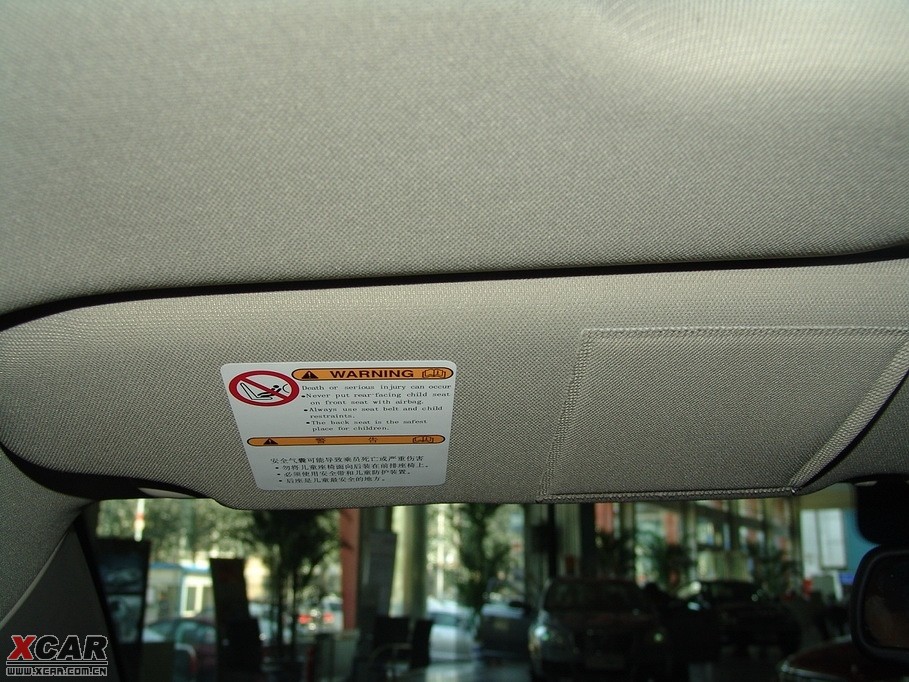 WARNING
Death or serious injury can occur
•Never put rear-facing child seat
on front seat with airbag.
•Always use seat belt and child
restraints.
•The back seat is the safest
place for children.
警 告
安全气囊可能导致乘员死亡或严重伤害
•勿将儿童座椅面向后装在前排座椅上。
•必须使用安全带和儿童防护装置。
•后座是儿童最安全的地方。
XCAR
WWW.XCAR.COM.CN